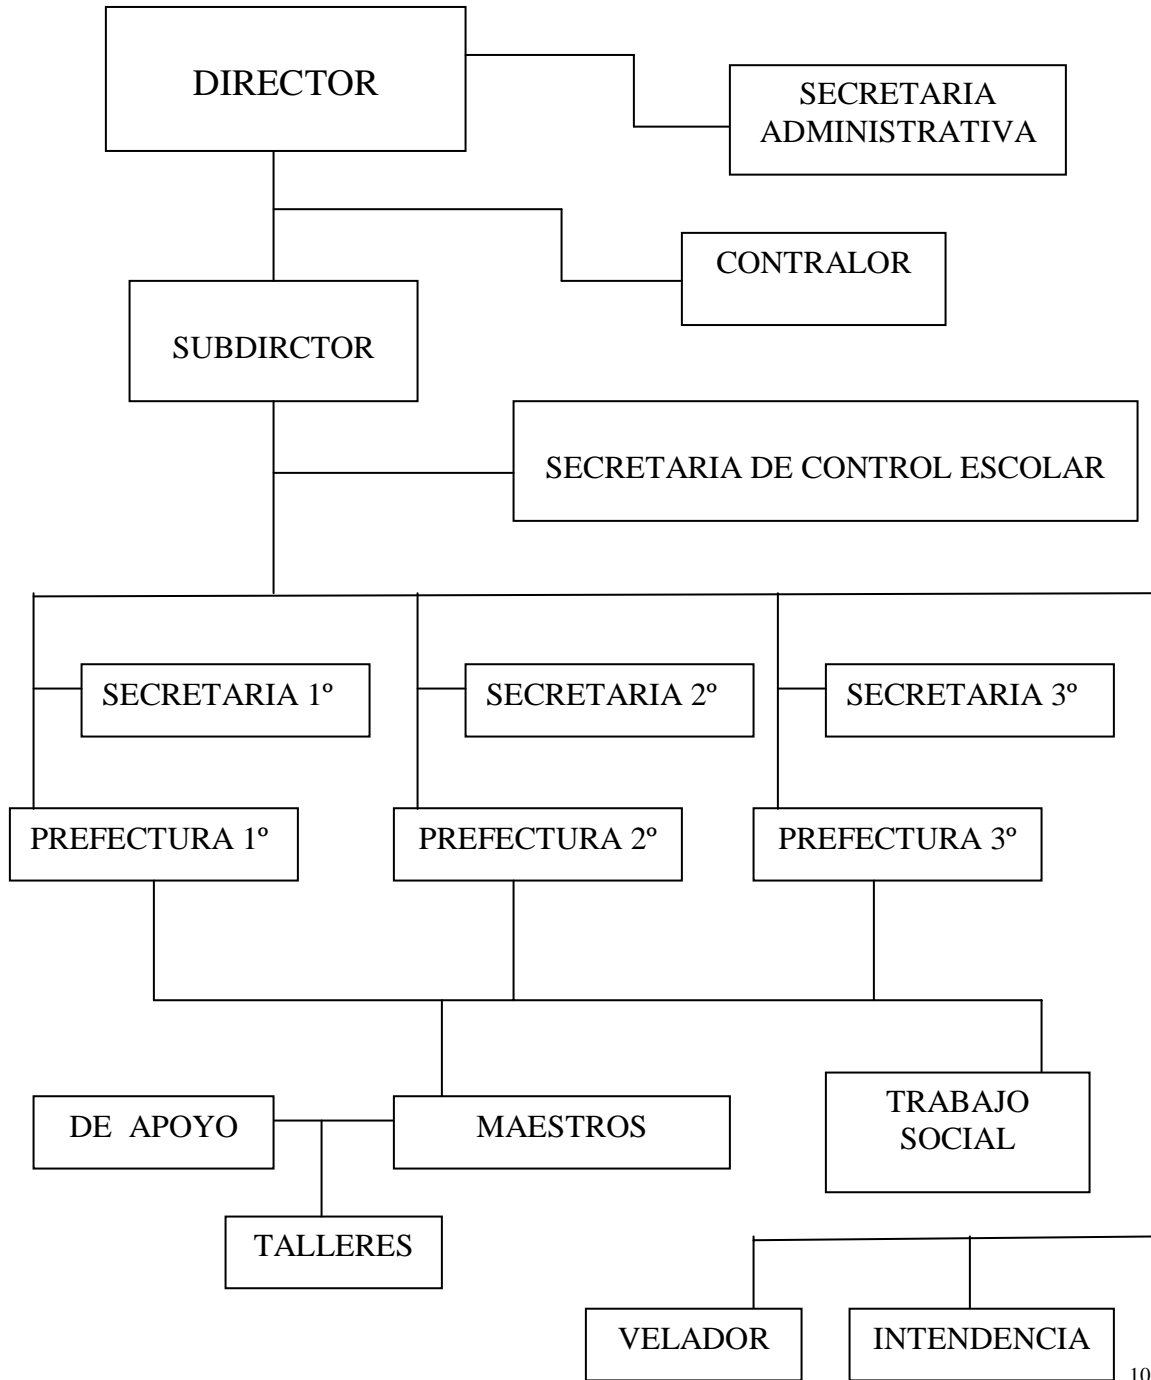 DIRECTOR
SECRETARIA
ADMINISTRATIVA
CONTRALOR
SUBDIRCTOR
SECRETARIA DE CONTROL ESCOLAR
SECRETARIA 1º
SECRETARIA 2º
SECRETARIA 3º
PREFECTURA 1º
PREFECTURA 2º
PREFECTURA 3º
DE APOYO
MAESTROS
TRABAJO
SOCIAL
TALLERES
VELADOR
INTENDENCIA
10